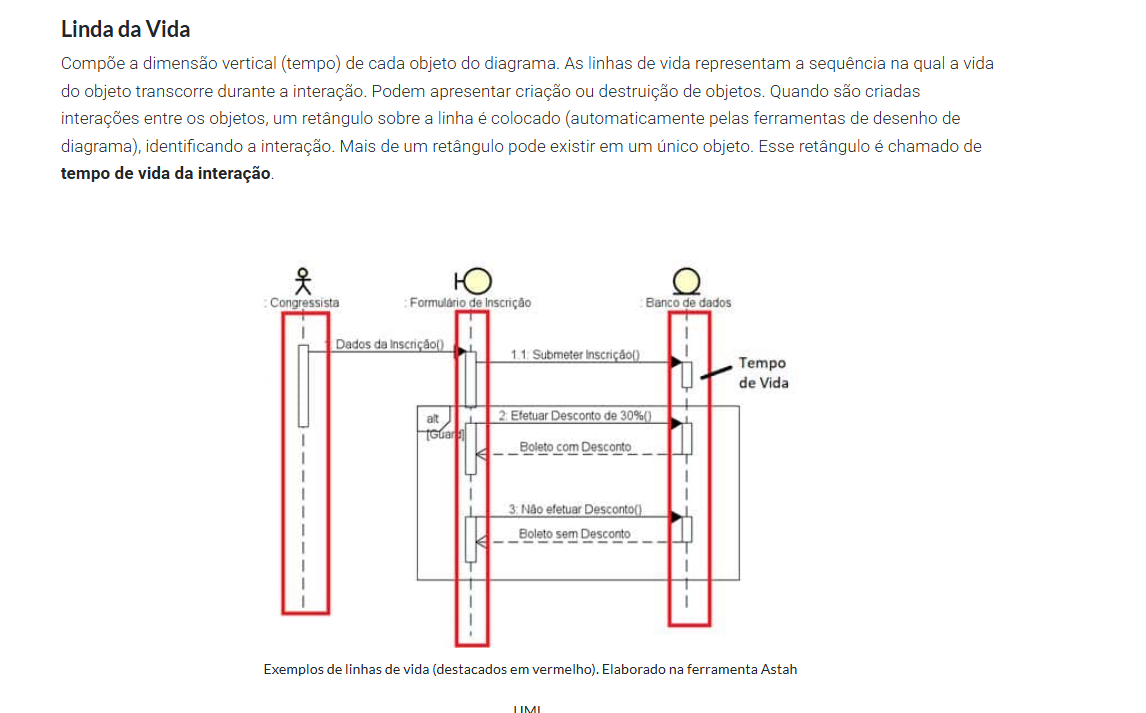 Linda da Vida
Compõe a dimensão vertical (tempo) de cada objeto do diagrama. As linhas de vida representam a sequência na qual a vida
do objeto transcorre durante a interação. Podem apresentar criação ou destruição de objetos. Quando são criadas
interações entre os objetos, um retângulo sobre a linha é colocado (automaticamente pelas ferramentas de desenho de
diagrama), identificando a interação. Mais de um retângulo pode existir em um único objeto. Esse retângulo é chamado de
tempo de vida da interação.
: Congressista
: Formulário de Inscrição
: Banco de dados
Dados da Inscrição()
1.1: Submeter Inscrição()
Tempo
de Vida
alt
2: Efetuar Desconto de 30%()
[Guard]
Boleto com Desconto
3: Não efetuar Desconto()
Boleto sem Desconto
Exemplos de linhas de vida (destacados em vermelho). Elaborado na ferramenta Astah
UML